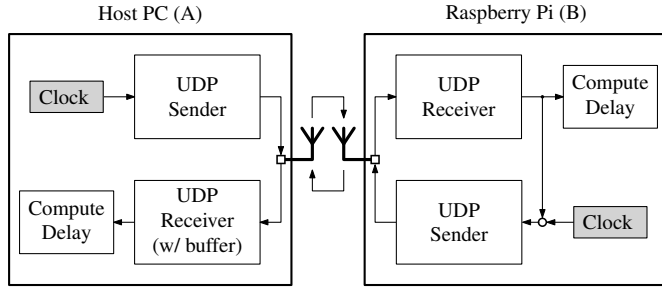 Host PC (A)
Raspberry Pi (B)
Clock
UDP
Sender
UDP
Receiver
Compute
Delay
Compute
Delay
UDP
Receiver
(w/ buffer)
UDP
Sender
Clock